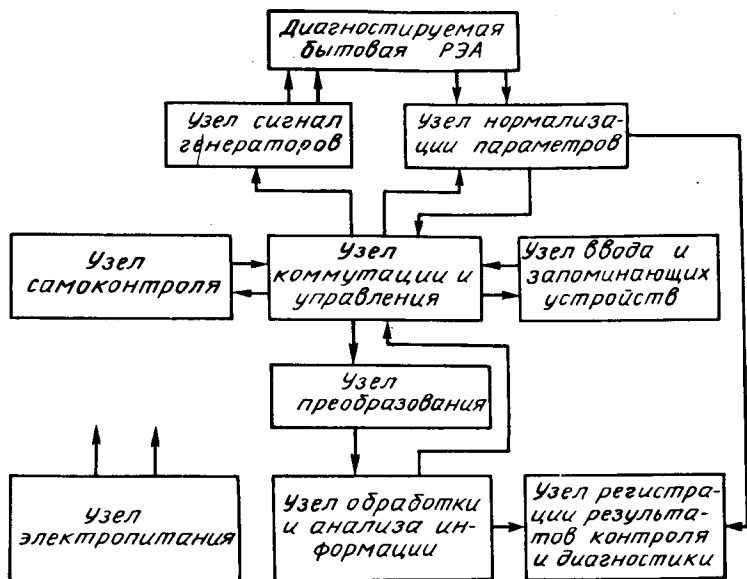 Диагностируемая
бытовая РЭА
Узел сигнал
генераторов
Узел нормализа-
ции параметров
Узел
самоконтроля
Узел
коммутации и
управления
Узел ввода и
запоминающих
устройств
Узел
преобразования
Узел
электропитания
Узел обработки
и анализа ин-
формации
Узел регистра-
ции результа-
тов контроля
и диагностики